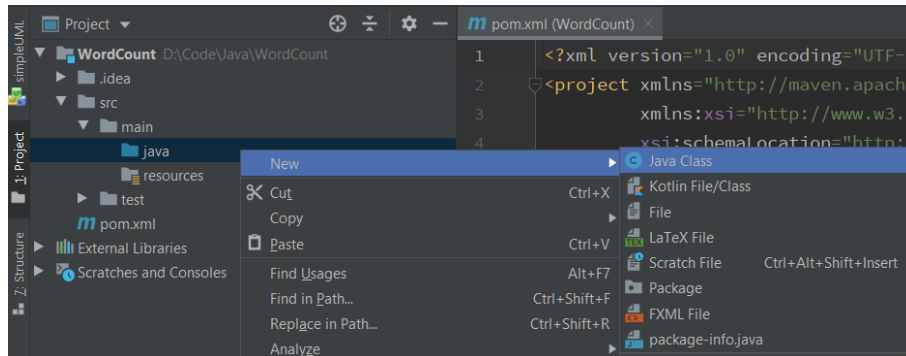 Project
pom.xml (WordCount)
simpleUML
1: Project
Z: Structure
WordCount D:\Code\Java\WordCount
.idea
src
main
java
resources
test
pom.xml
External Libraries
Scratches and Consoles
1 <?xml version="1.0" encoding="UTF-
2 <project xmlns="http://maven.apach
3 xmlns:xsi="http://www.w3.
4 xsi:schemaLocation="http:
New
Cut Ctrl+X
Copy
Paste Ctrl+V
Find Usages Alt+F7
Find in Path... Ctrl+Shift+F
Replace in Path... Ctrl+Shift+R
Analyze
Java Class
Kotlin File/Class
File
LaTeX File
Scratch File Ctrl+Alt+Shift+Insert
Package
FXML File
package-info.java